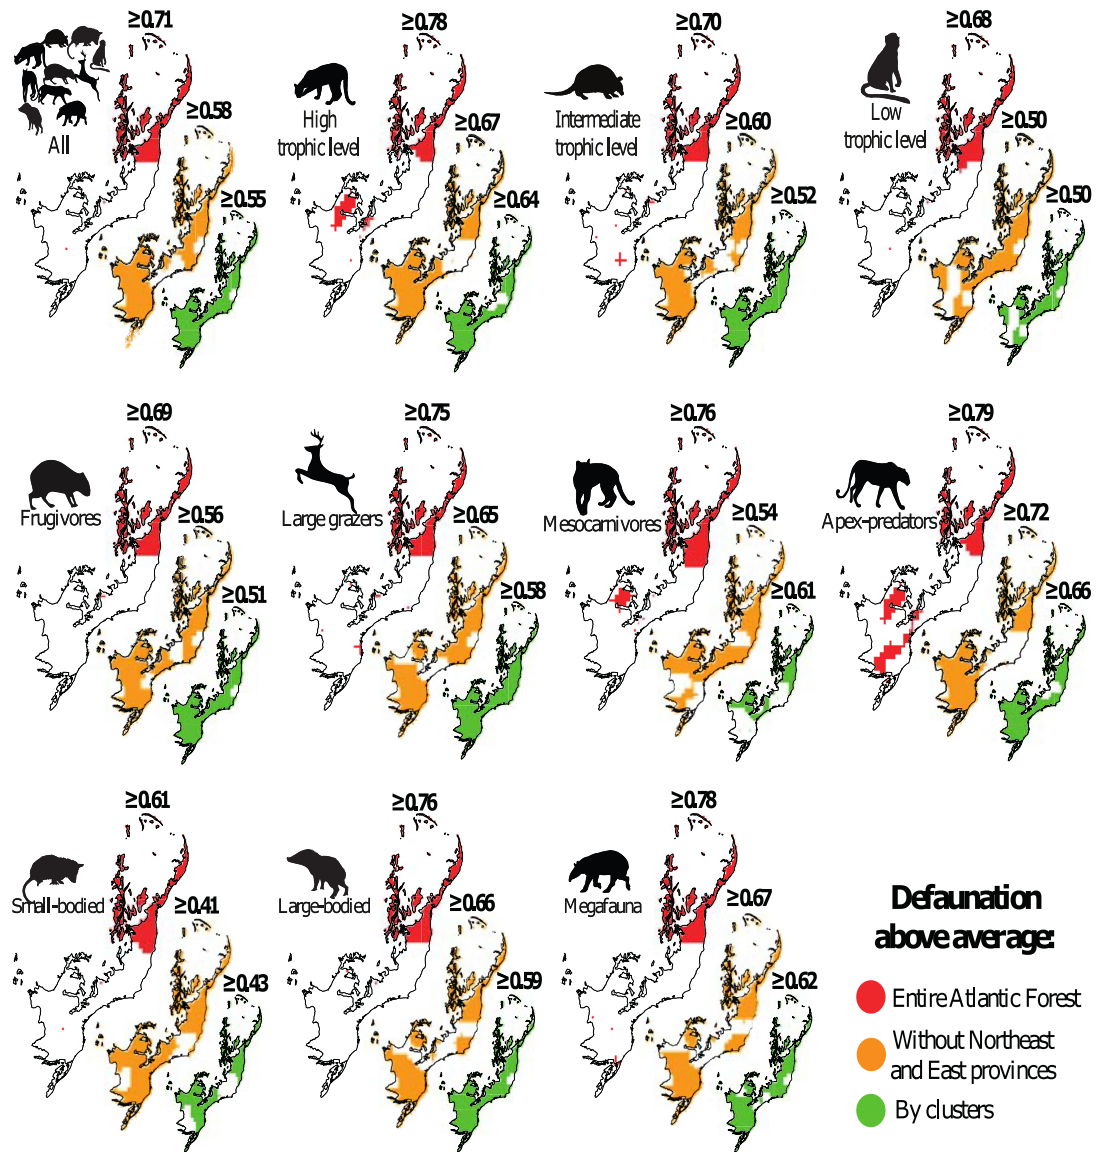 ≥0.71
≥0.58
≥0.55
All
≥0.78
≥0.67
≥0.64
High
trophic level
≥0.70
≥0.60
≥0.52
Intermediate
trophic level
≥0.68
≥0.50
≥0.50
Low
trophic level
≥0.69
≥0.56
≥0.51
Frugivores
≥0.75
≥0.65
≥0.58
Large grazers
≥0.76
≥0.54
≥0.61
Mesocarnivores
≥0.79
≥0.72
≥0.66
Apex-predators
≥0.61
≥0.41
≥0.43
Small-bodied
≥0.76
≥0.66
≥0.59
Large-bodied
≥0.78
≥0.67
≥0.62
Megafauna
Defaunation
above average:
Entire Atlantic Forest
Without Northeast
and East provinces
By clusters